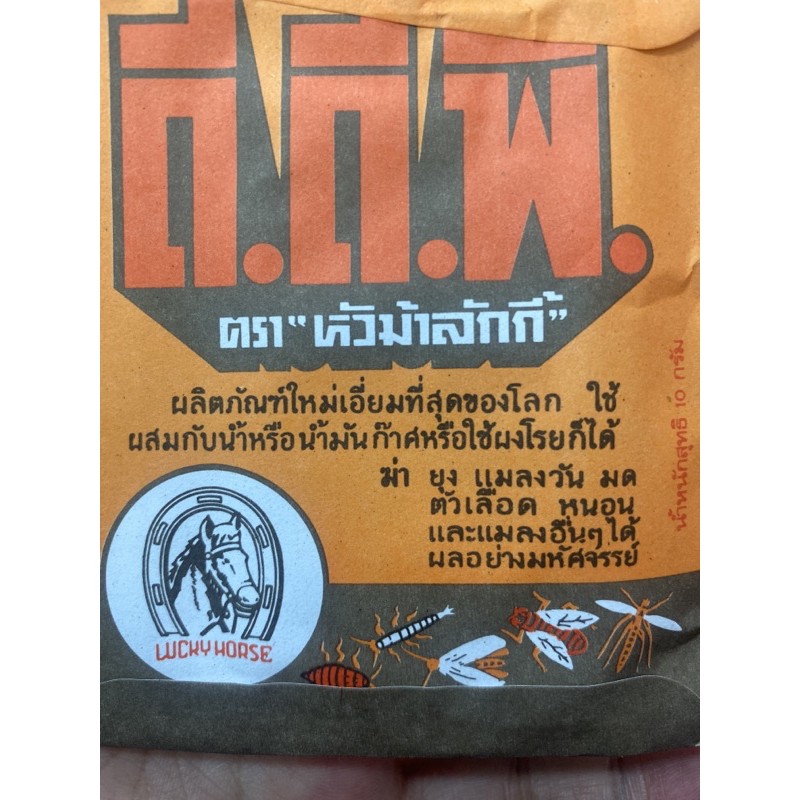 ดี.ดี.พี.
ตรา "หัวม้าลักกี้"
ผลิตภัณฑ์ใหม่เอี่ยมที่สุดของโลก ใช้
ผสมกับน้ำหรือน้ำมันก๊าศหรือใช้ผงโรยก็ได้
ฆ่า ยุง แมลงวัน มด
ตัวเลือด หนอน
และแมลงอื่นๆได้
ผลอย่างมหัศจรรย์
น้ำหนักสุทธิ 10 กรัม
LUCKY HORSE